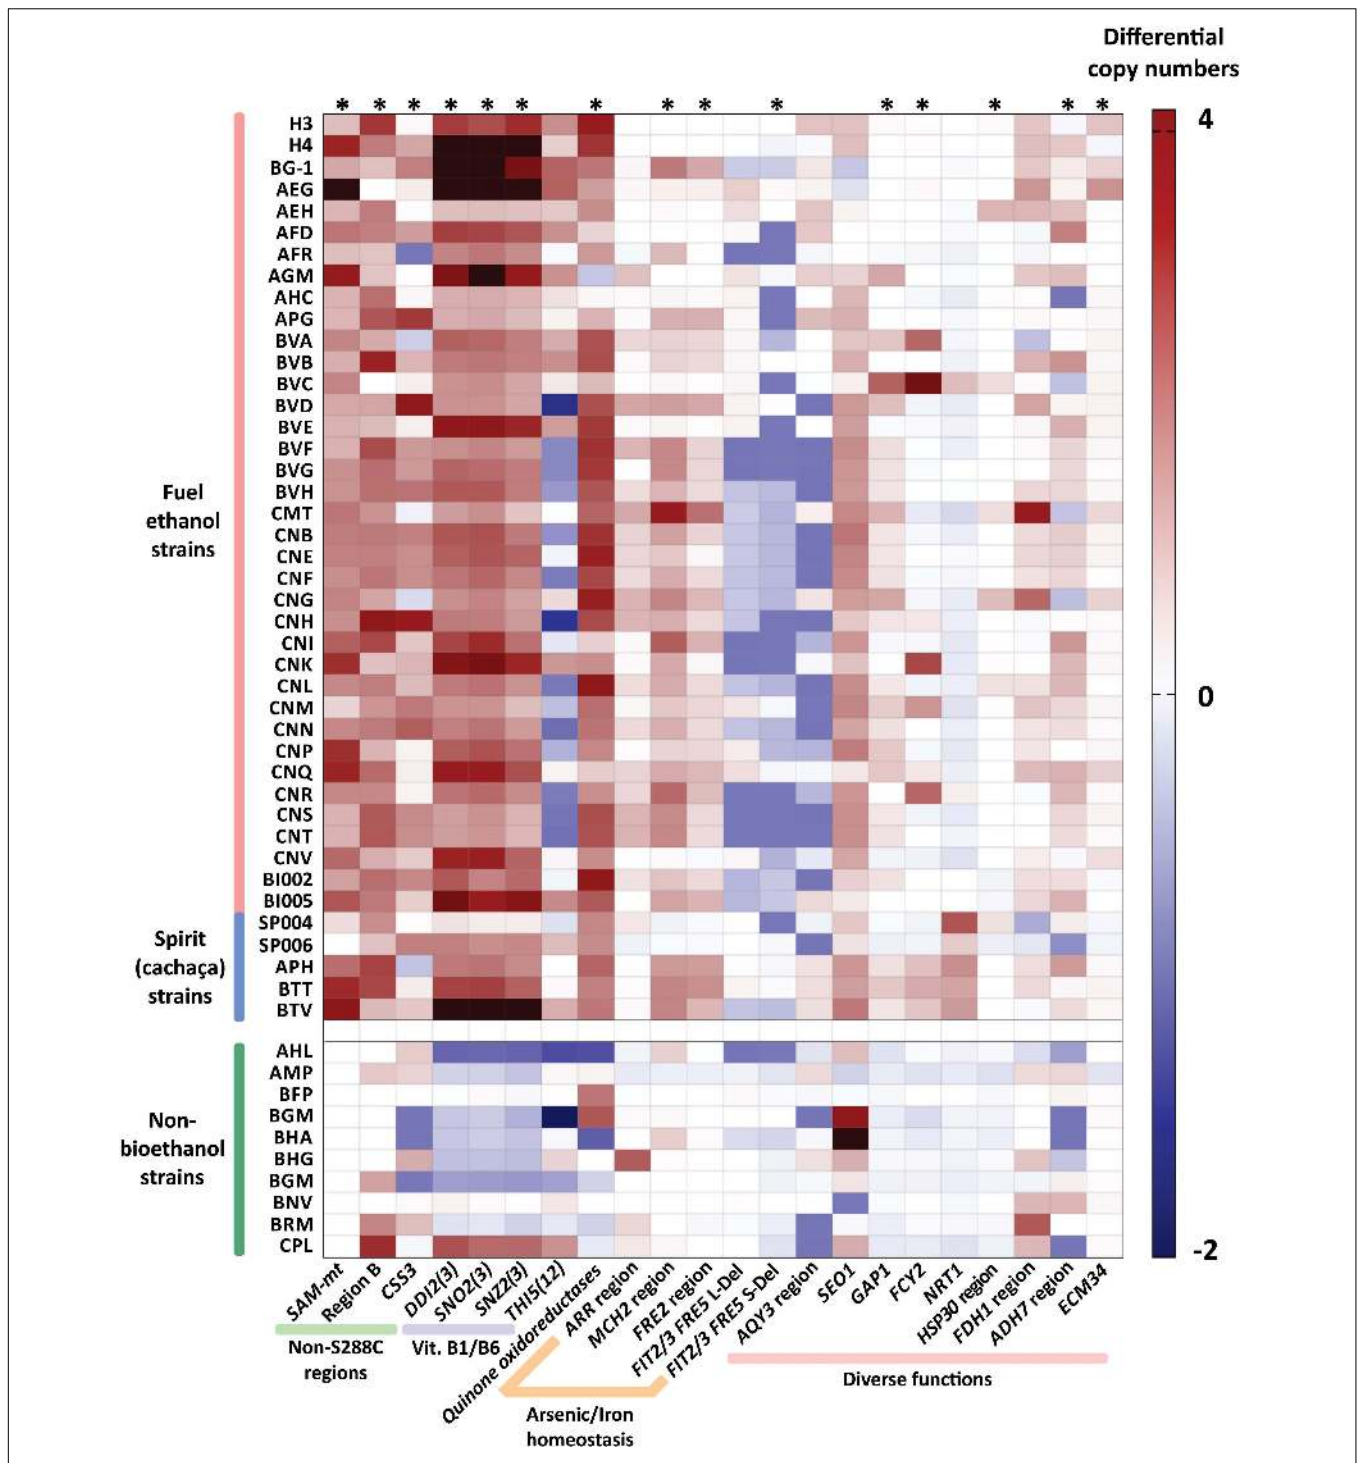 Differential
copy numbers
* * * * * * * * * * * * * * *
H3
H4
BG-1
AEG
AEH
AFD
AFR
AGM
AHC
APG
BVA
BVB
BVC
BVD
BVE
BVF
BVG
BVH
CMT
CNB
CNE
CNF
CNG
CNH
CNI
CNK
CNL
CNM
CNN
CNP
CNQ
CNR
CNS
CNT
CNV
BI002
BI005
SP004
SP006
APH
BTT
BTV
AHL
AMP
BFP
BGM
BHA
BHG
BGM
BNV
BRM
CPL
Fuel
ethanol
strains
Spirit
(cachaça)
strains
Non-
bioethanol
strains
4
0
-2
SAM-mt
Region B
CSS3
DDI2(3)
SNO2(3)
SNZ2(3)
THI5(12)
Quinone oxidoreductases
ARR region
MCH2 region
FRE2 region
FIT2/3 FRE5 L-Del
FIT2/3 FRE5 S-Del
AQY3 region
SEO1
GAP1
FCY2
NRT1
HSP30 region
FDH1 region
ADH7 region
ECM34
Non-S288C
regions
Vit. B1/B6
Arsenic/Iron
homeostasis
Diverse functions